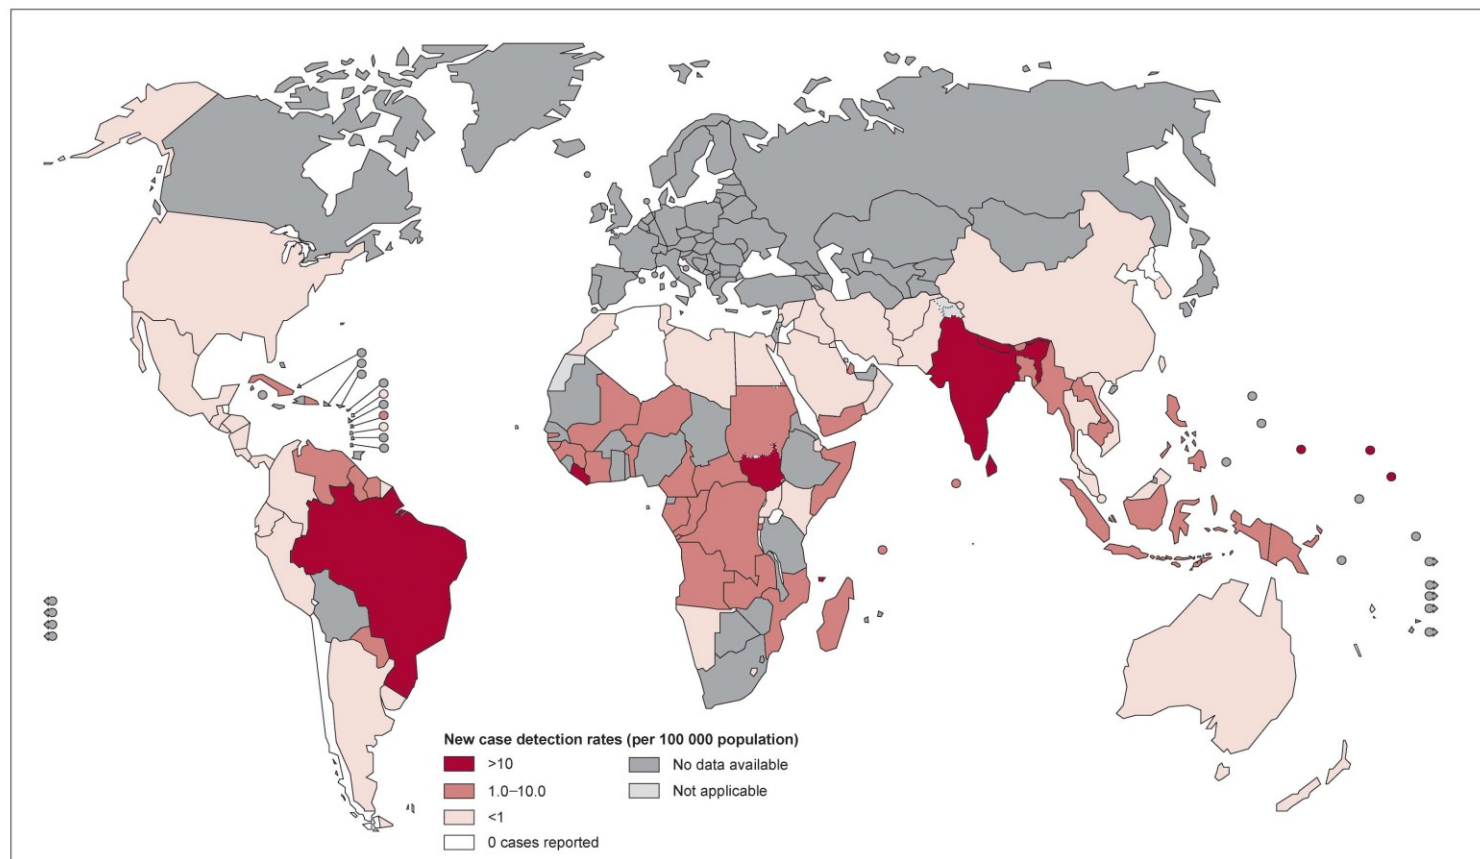 New case detection rates (per 100 000 population)
>10
1.0–10.0
<1
0 cases reported
No data available
Not applicable